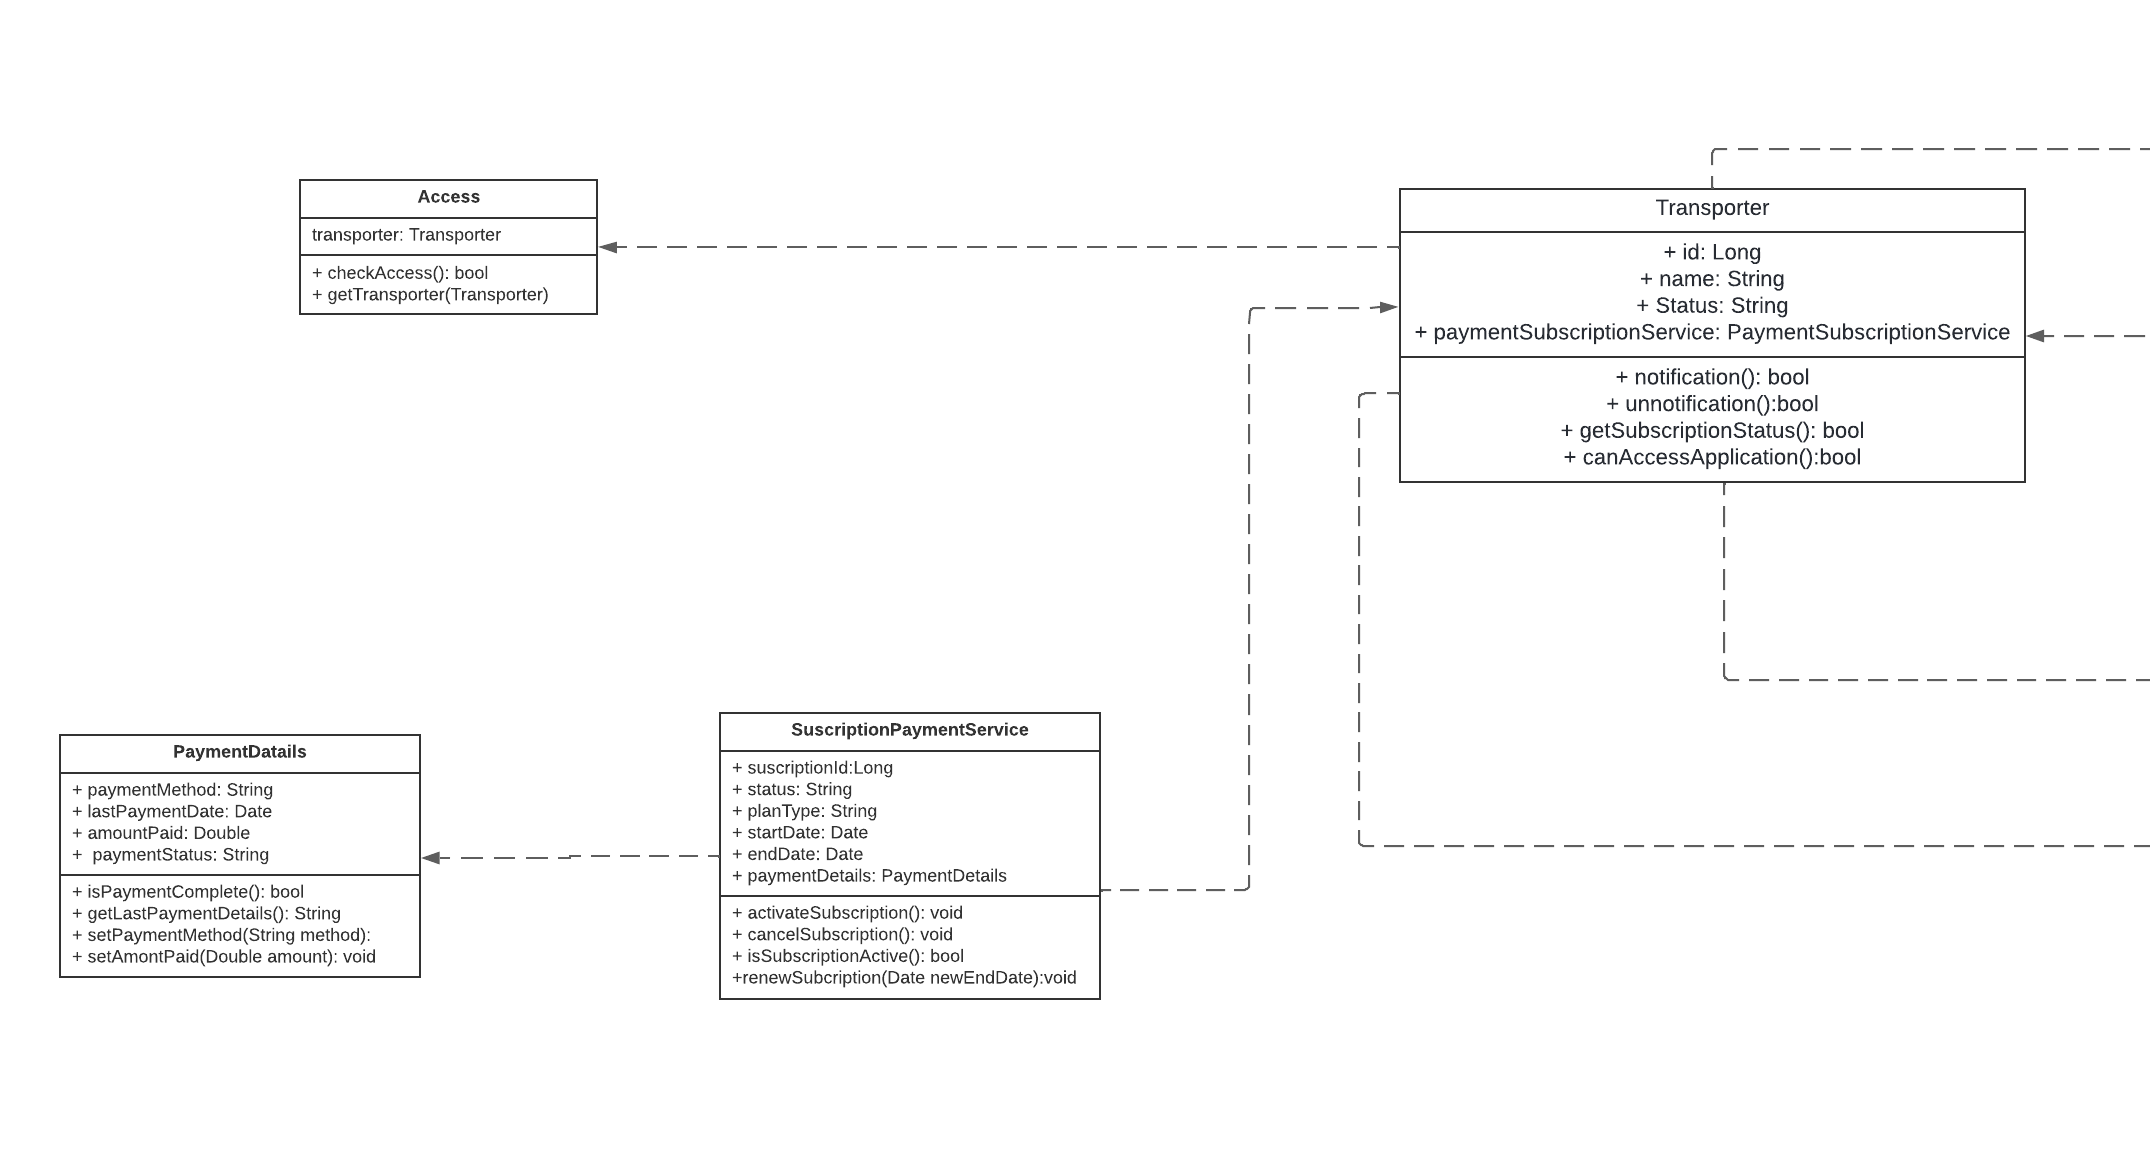 Access
transporter: Transporter
+ checkAccess(): bool
+ getTransporter(Transporter)
Transporter
+ id: Long
+ name: String
+ Status: String
+ paymentSubscriptionService: PaymentSubscriptionService
+ notification(): bool
+ unnotification():bool
+ getSubscriptionStatus(): bool
+ canAccessApplication():bool
PaymentDatails
+ paymentMethod: String
+ lastPaymentDate: Date
+ amountPaid: Double
+  paymentStatus: String
+ isPaymentComplete(): bool
+ getLastPaymentDetails(): String
+ setPaymentMethod(String method):
+ setAmontPaid(Double amount): void
SuscriptionPaymentService
+ suscriptionId:Long
+ status: String
+ planType: String
+ startDate: Date
+ endDate: Date
+ paymentDetails: PaymentDetails
+ activateSubscription(): void
+ cancelSubscription(): void
+ isSubscriptionActive(): bool
+renewSubcription(Date newEndDate):void